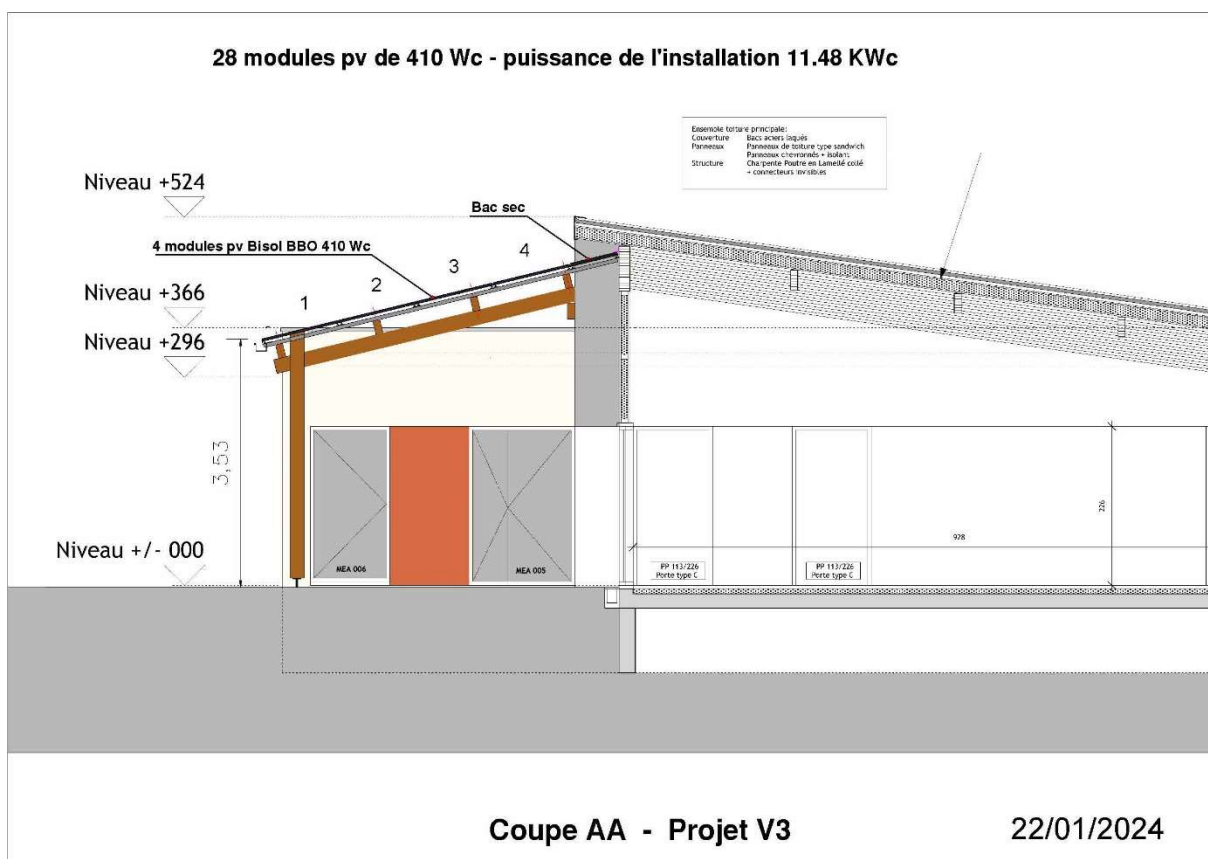 28 modules pv de 410 Wc - puissance de l'installation 11.48 KWc
Ensemble toiture principale:
Couverture Bacs aciers laqués
Panneaux Panneaux de toiture type sandwich
Panneaux chevronnés + isolant
Structure Charpente Poutre en Lamellé collé
+ connecteurs invisibles
Niveau +524
Bac sec
4 modules pv Bisol BBO 410 Wc
4
3
2
1
Niveau +366
Niveau +296
3,53
226
928
Niveau +/- 000
MEA 006
MEA 005
PP 113/226
Porte type C
PP 113/226
Porte type C
Coupe AA - Projet V3
22/01/2024